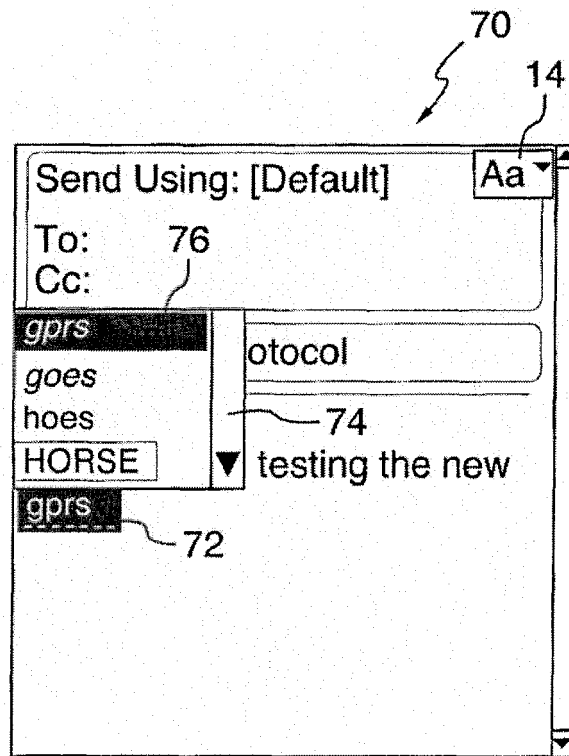 70
14
Send Using: [Default]
Aa
To:
76
Cc:
gprs
otocol
goes
hoes
74
HORSE
testing the new
gprs
72